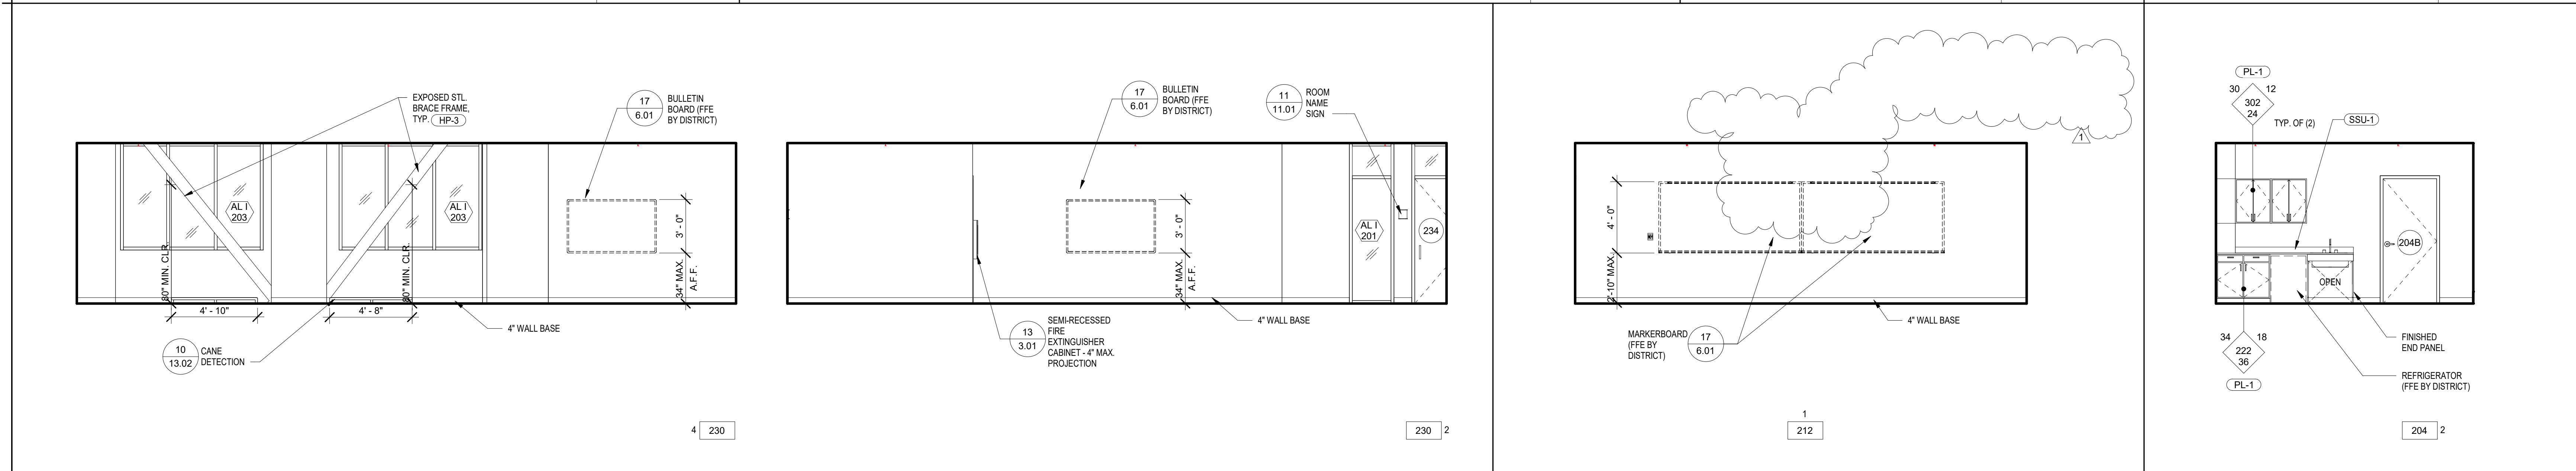 EXPOSED STL.
BRACE FRAME,
TYP. HP-3
17
6.01
BULLETIN
BOARD (FFE
BY DISTRICT)
AL I
203
AL I
203
80" MIN. CLR.
80" MIN. CLR.
3' - 0"
34" MAX.
A.F.F.
4' - 10"
4' - 8"
4" WALL BASE
10
13.02
CANE
DETECTION
4 230
17
6.01
BULLETIN
BOARD (FFE
BY DISTRICT)
11
11.01
ROOM
NAME
SIGN
3' - 0"
34" MAX.
A.F.F.
AL I
201
234
4" WALL BASE
13
3.01
SEMI-RECESSED
FIRE
EXTINGUISHER
CABINET - 4" MAX.
PROJECTION
230 2
1
4' - 0"
2'-10" MAX.
4" WALL BASE
MARKERBOARD
(FFE BY
DISTRICT)
17
6.01
1
212
PL-1
30 12
302
24
TYP. OF (2)
SSU-1
204B
OPEN
34 18
222
36
PL-1
FINISHED
END PANEL
REFRIGERATOR
(FFE BY DISTRICT)
204 2